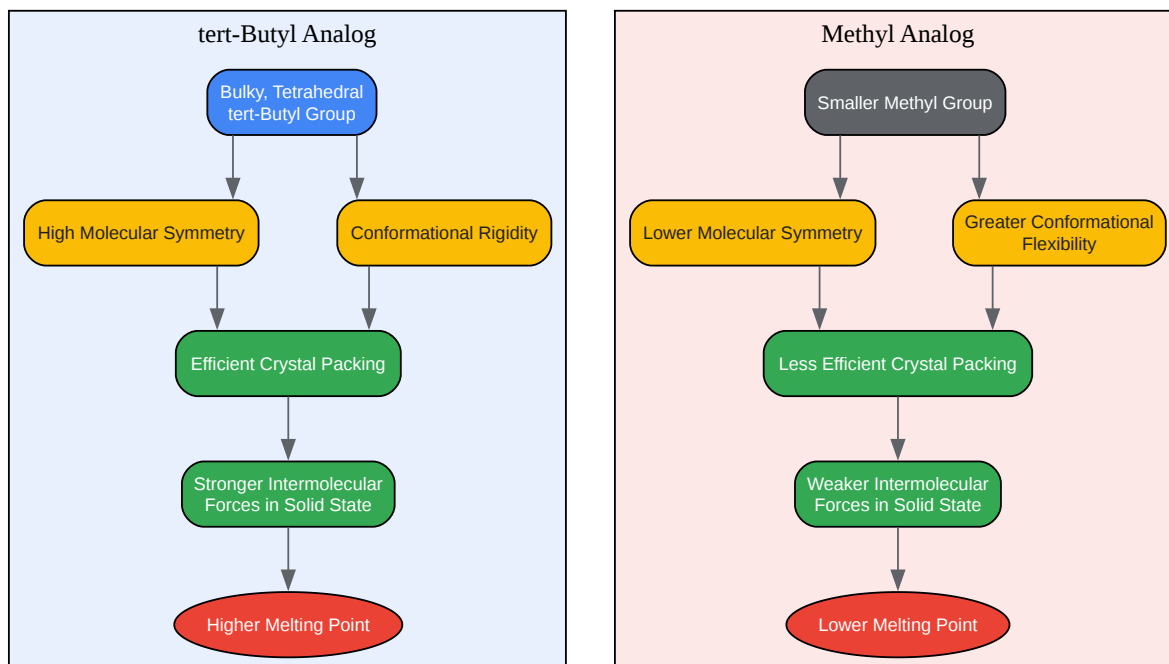 tert-Butyl Analog
Bulky, Tetrahedral
tert-Butyl Group
High Molecular Symmetry
Conformational Rigidity
Efficient Crystal Packing
Stronger Intermolecular
Forces in Solid State
Higher Melting Point
Methyl Analog
Smaller Methyl Group
Lower Molecular Symmetry
Greater Conformational
Flexibility
Less Efficient Crystal Packing
Weaker Intermolecular
Forces in Solid State
Lower Melting Point